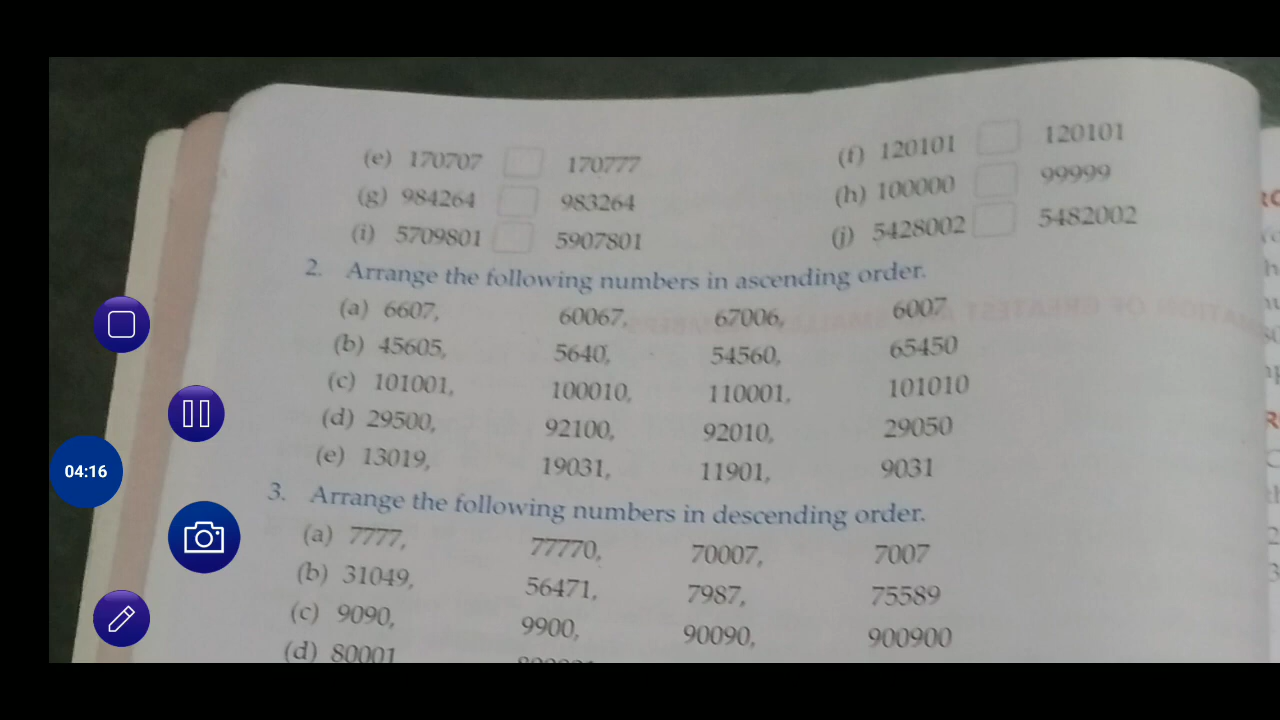 (e) 170707 170777 (f) 120101 120101
(g) 984264 983264 (h) 100000 99999
(i) 5709801 5907801 (j) 5428002 5482002
2. Arrange the following numbers in ascending order.
(a) 6607, 60067, 67006, 6007
(b) 45605, 5640, 54560, 65450
(c) 101001, 100010, 110001, 101010
(d) 29500, 92100, 92010, 29050
(e) 13019, 19031, 11901, 9031
3. Arrange the following numbers in descending order.
(a) 7777, 77770, 70007, 7007
(b) 31049, 56471, 7987, 75589
(c) 9090, 9900, 90090, 900900
(d) 80001
04:16